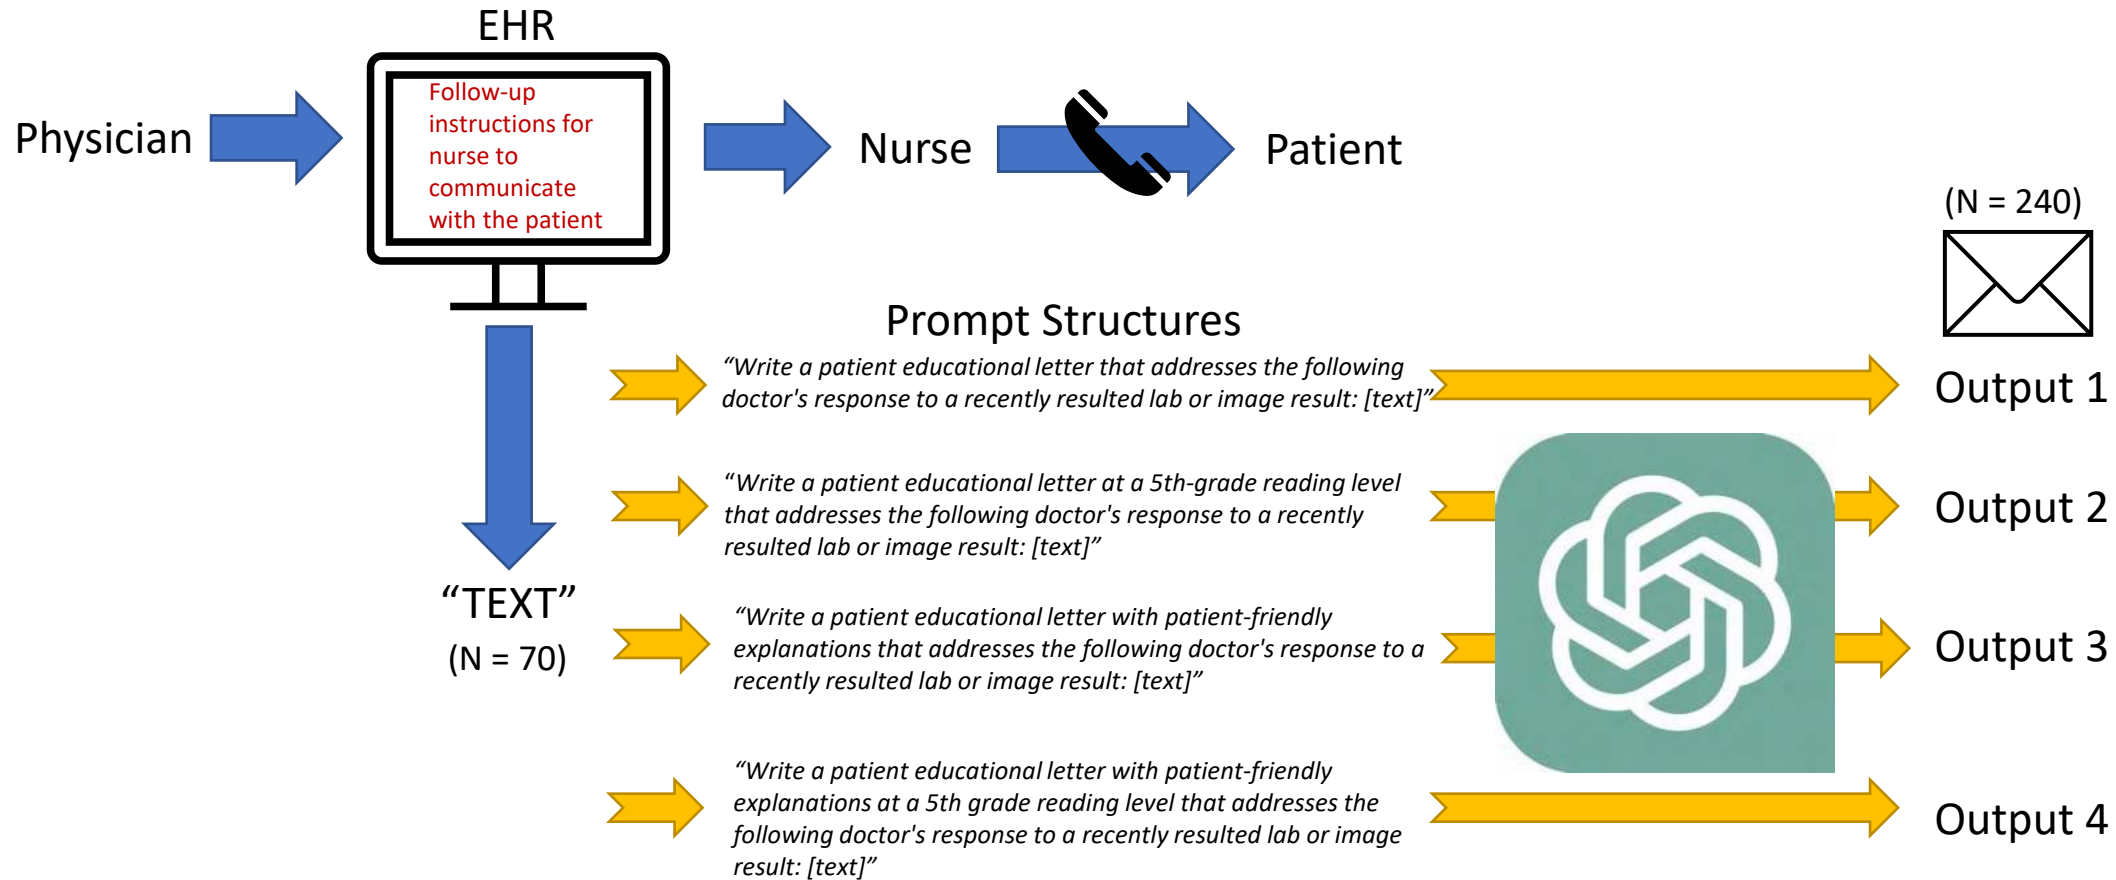 EHR
Physician
Follow-up
instructions for
nurse to
communicate
with the patient
Nurse
Patient
(N = 240)
Prompt Structures
“Write a patient educational letter that addresses the following
doctor's response to a recently resulted lab or image result: [text]”
Output 1
“Write a patient educational letter at a 5th-grade reading level
that addresses the following doctor's response to a recently
resulted lab or image result: [text]”
Output 2
“TEXT”
(N = 70)
“Write a patient educational letter with patient-friendly
explanations that addresses the following doctor's response to a
recently resulted lab or image result: [text]”
Output 3
“Write a patient educational letter with patient-friendly
explanations at a 5th grade reading level that addresses the
following doctor's response to a recently resulted lab or image
result: [text]”
Output 4